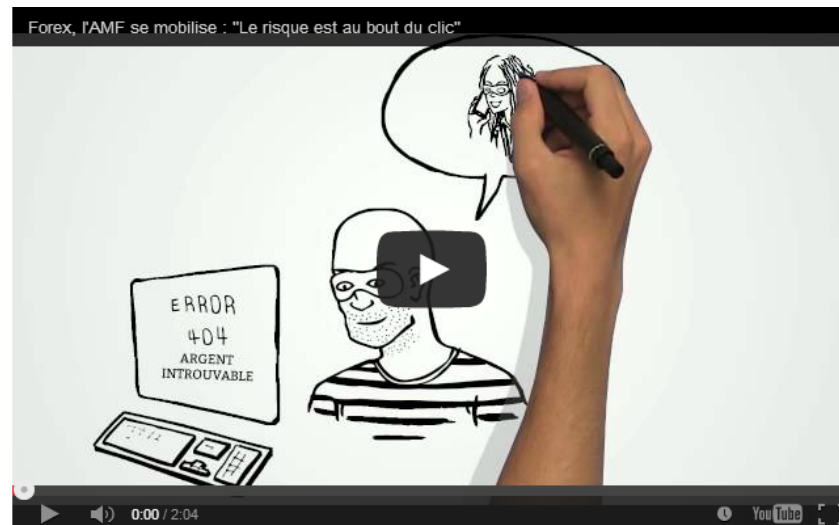 Forex, l'AMF se mobilise : "Le risque est au bout du clic"
ERROR
404
ARGENT
INTROUVABLE
0:00 / 2:04
YouTube